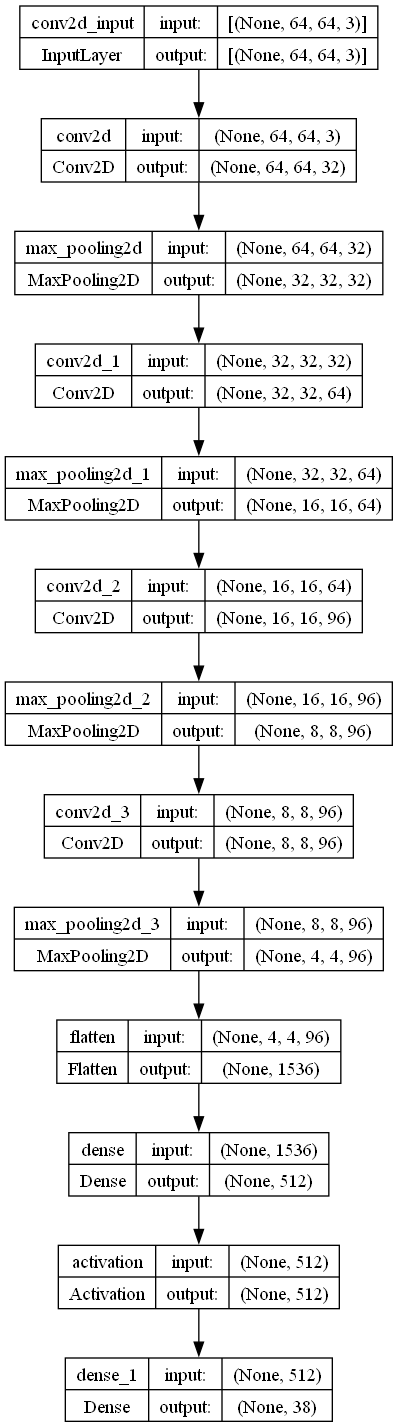 conv2d_input input: [(None, 64, 64, 3)]
InputLayer output: [(None, 64, 64, 3)]
conv2d input: (None, 64, 64, 3)
Conv2D output: (None, 64, 64, 32)
max_pooling2d input: (None, 64, 64, 32)
MaxPooling2D output: (None, 32, 32, 32)
conv2d_1 input: (None, 32, 32, 32)
Conv2D output: (None, 32, 32, 64)
max_pooling2d_1 input: (None, 32, 32, 64)
MaxPooling2D output: (None, 16, 16, 64)
conv2d_2 input: (None, 16, 16, 64)
Conv2D output: (None, 16, 16, 96)
max_pooling2d_2 input: (None, 16, 16, 96)
MaxPooling2D output: (None, 8, 8, 96)
conv2d_3 input: (None, 8, 8, 96)
Conv2D output: (None, 8, 8, 96)
max_pooling2d_3 input: (None, 8, 8, 96)
MaxPooling2D output: (None, 4, 4, 96)
flatten input: (None, 4, 4, 96)
Flatten output: (None, 1536)
dense input: (None, 1536)
Dense output: (None, 512)
activation input: (None, 512)
Activation output: (None, 512)
dense_1 input: (None, 512)
Dense output: (None, 38)